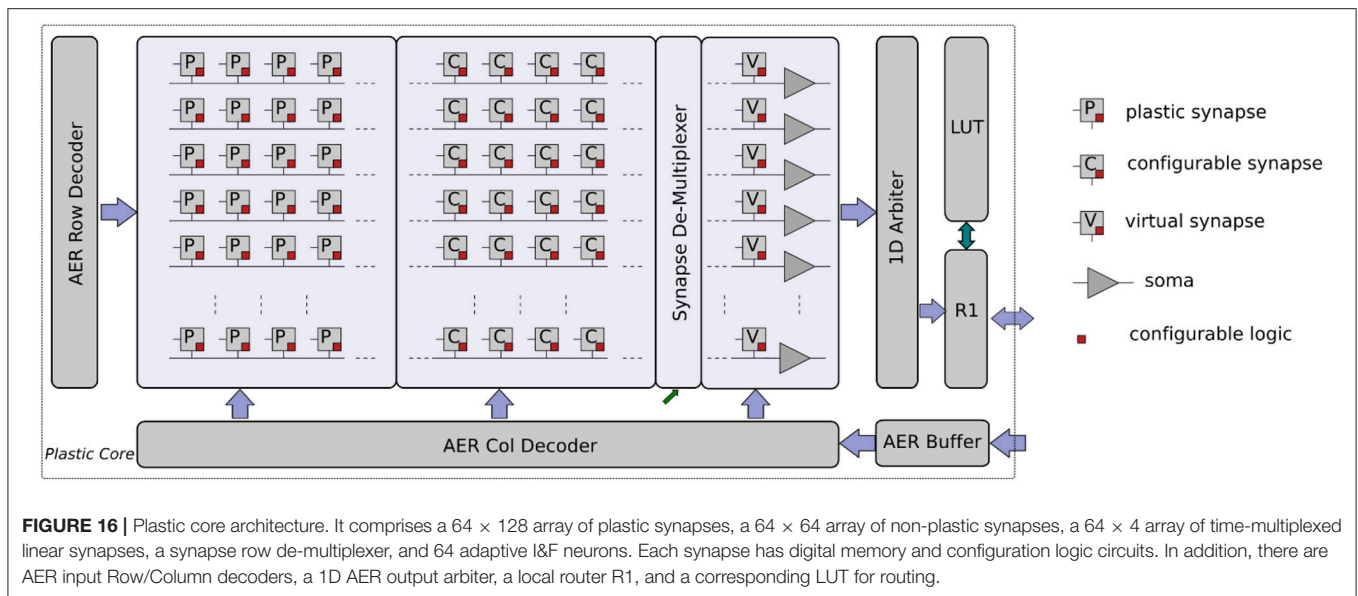 AER Row Decoder
P P P P C C C C V
P P P P C C C C V
P P P P C C C C V
P P P P C C C C V
P P P P C C C C V
P P P P C C C C V
Synapse De-Multiplexer
1D Arbiter
LUT
R1
AER Col Decoder
AER Buffer
Plastic Core
P plastic synapse
C configurable synapse
V virtual synapse
soma
configurable logic
FIGURE 16 | Plastic core architecture. It comprises a 64 × 128 array of plastic synapses, a 64 × 64 array of non-plastic synapses, a 64 × 4 array of time-multiplexed
linear synapses, a synapse row de-multiplexer, and 64 adaptive I&F neurons. Each synapse has digital memory and configuration logic circuits. In addition, there are
AER input Row/Column decoders, a 1D AER output arbiter, a local router R1, and a corresponding LUT for routing.